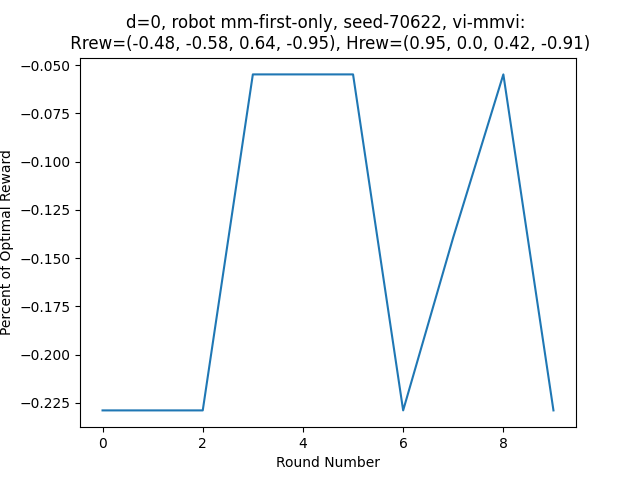 d=0, robot mm-first-only, seed-70622, vi-mmvi:
Rrew=(-0.48, -0.58, 0.64, -0.95), Hrew=(0.95, 0.0, 0.42, -0.91)
Percent of Optimal Reward
−0.050
−0.075
−0.100
−0.125
−0.150
−0.175
−0.200
−0.225
0 2 4 6 8
Round Number